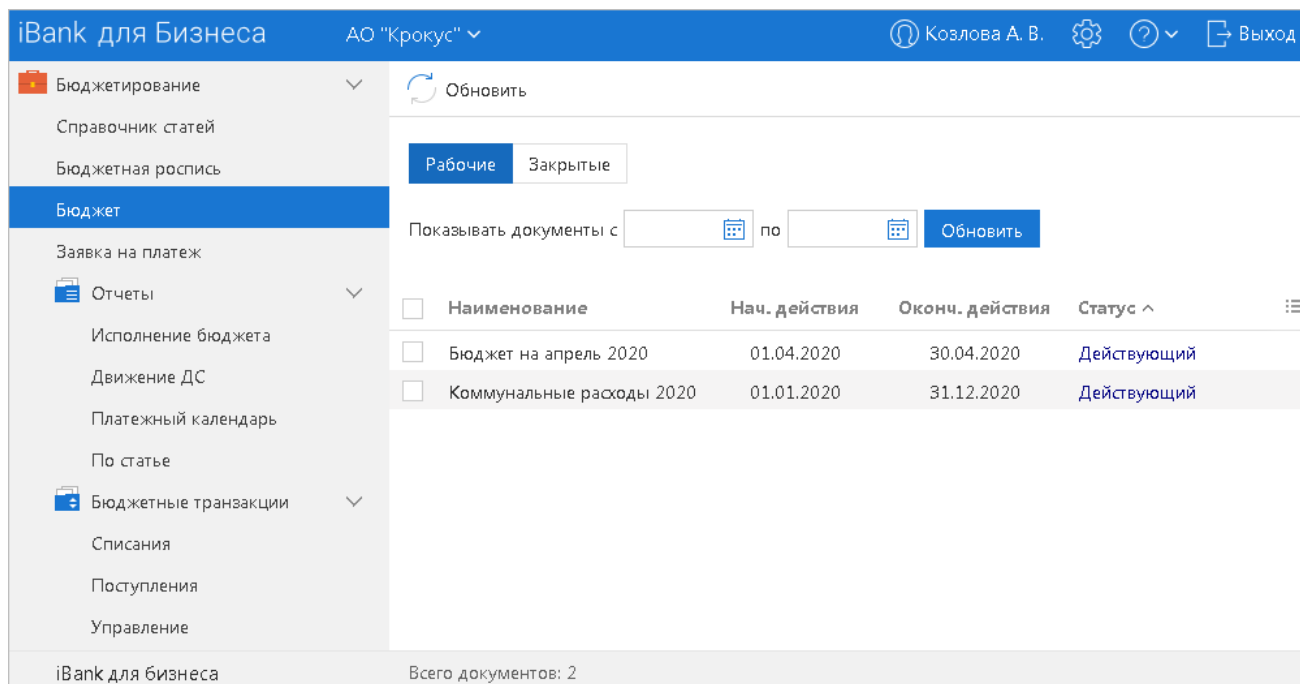 iBank для Бизнеса АО "Крокус" Козлова А. В. Выход
Бюджетирование
Справочник статей
Бюджетная роспись
Бюджет
Заявка на платеж
Отчеты
Исполнение бюджета
Движение ДС
Платежный календарь
По статье
Бюджетные транзакции
Списания
Поступления
Управление
iBank для бизнеса
Обновить
Рабочие Закрытые
Показывать документы с по Обновить
Наименование Нач. действия Оконч. действия Статус
Бюджет на апрель 2020 01.04.2020 30.04.2020 Действующий
Коммунальные расходы 2020 01.01.2020 31.12.2020 Действующий
Всего документов: 2